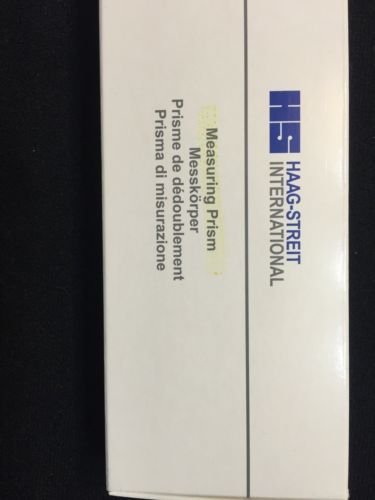 HS HAAG-STREIT
INTERNATIONAL
Measuring Prism
Messkörper
Prisme de dédoublement
Prisma di misurazione